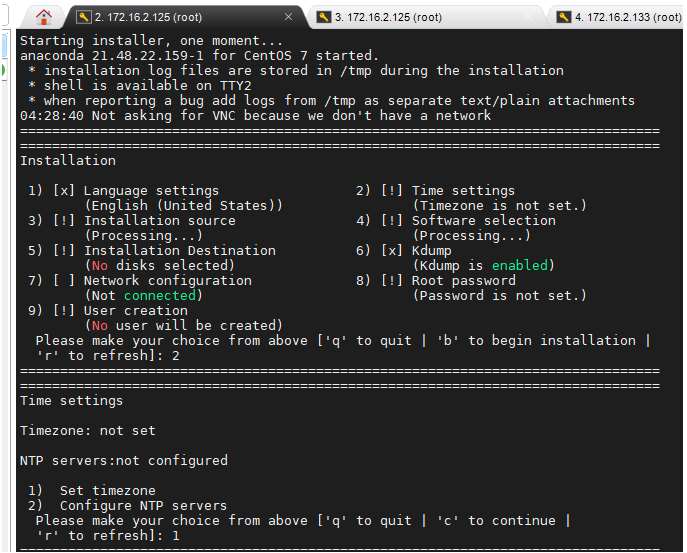 2. 172.16.2.125 (root)
3. 172.16.2.125 (root)
4. 172.16.2.133 (root)
Starting installer, one moment...
anaconda 21.48.22.159-1 for CentOS 7 started.
 * installation log files are stored in /tmp during the installation
 * shell is available on TTY2
 * when reporting a bug add logs from /tmp as separate text/plain attachments
04:28:40 Not asking for VNC because we don't have a network
================================================================================
================================================================================
Installation
 1) [x] Language settings                 2) [!] Time settings
        (English (United States))                (Timezone is not set.)
 3) [!] Installation source               4) [!] Software selection
        (Processing...)                          (Processing...)
 5) [!] Installation Destination          6) [x] Kdump
        (No disks selected)                      (Kdump is enabled)
 7) [ ] Network configuration             8) [!] Root password
        (Not connected)                          (Password is not set.)
 9) [!] User creation
        (No user will be created)
  Please make your choice from above ['q' to quit | 'b' to begin installation |
  'r' to refresh]: 2
================================================================================
================================================================================
Time settings
Timezone: not set
NTP servers:not configured
 1)  Set timezone
 2)  Configure NTP servers
  Please make your choice from above ['q' to quit | 'c' to continue |
  'r' to refresh]: 1
================================================================================